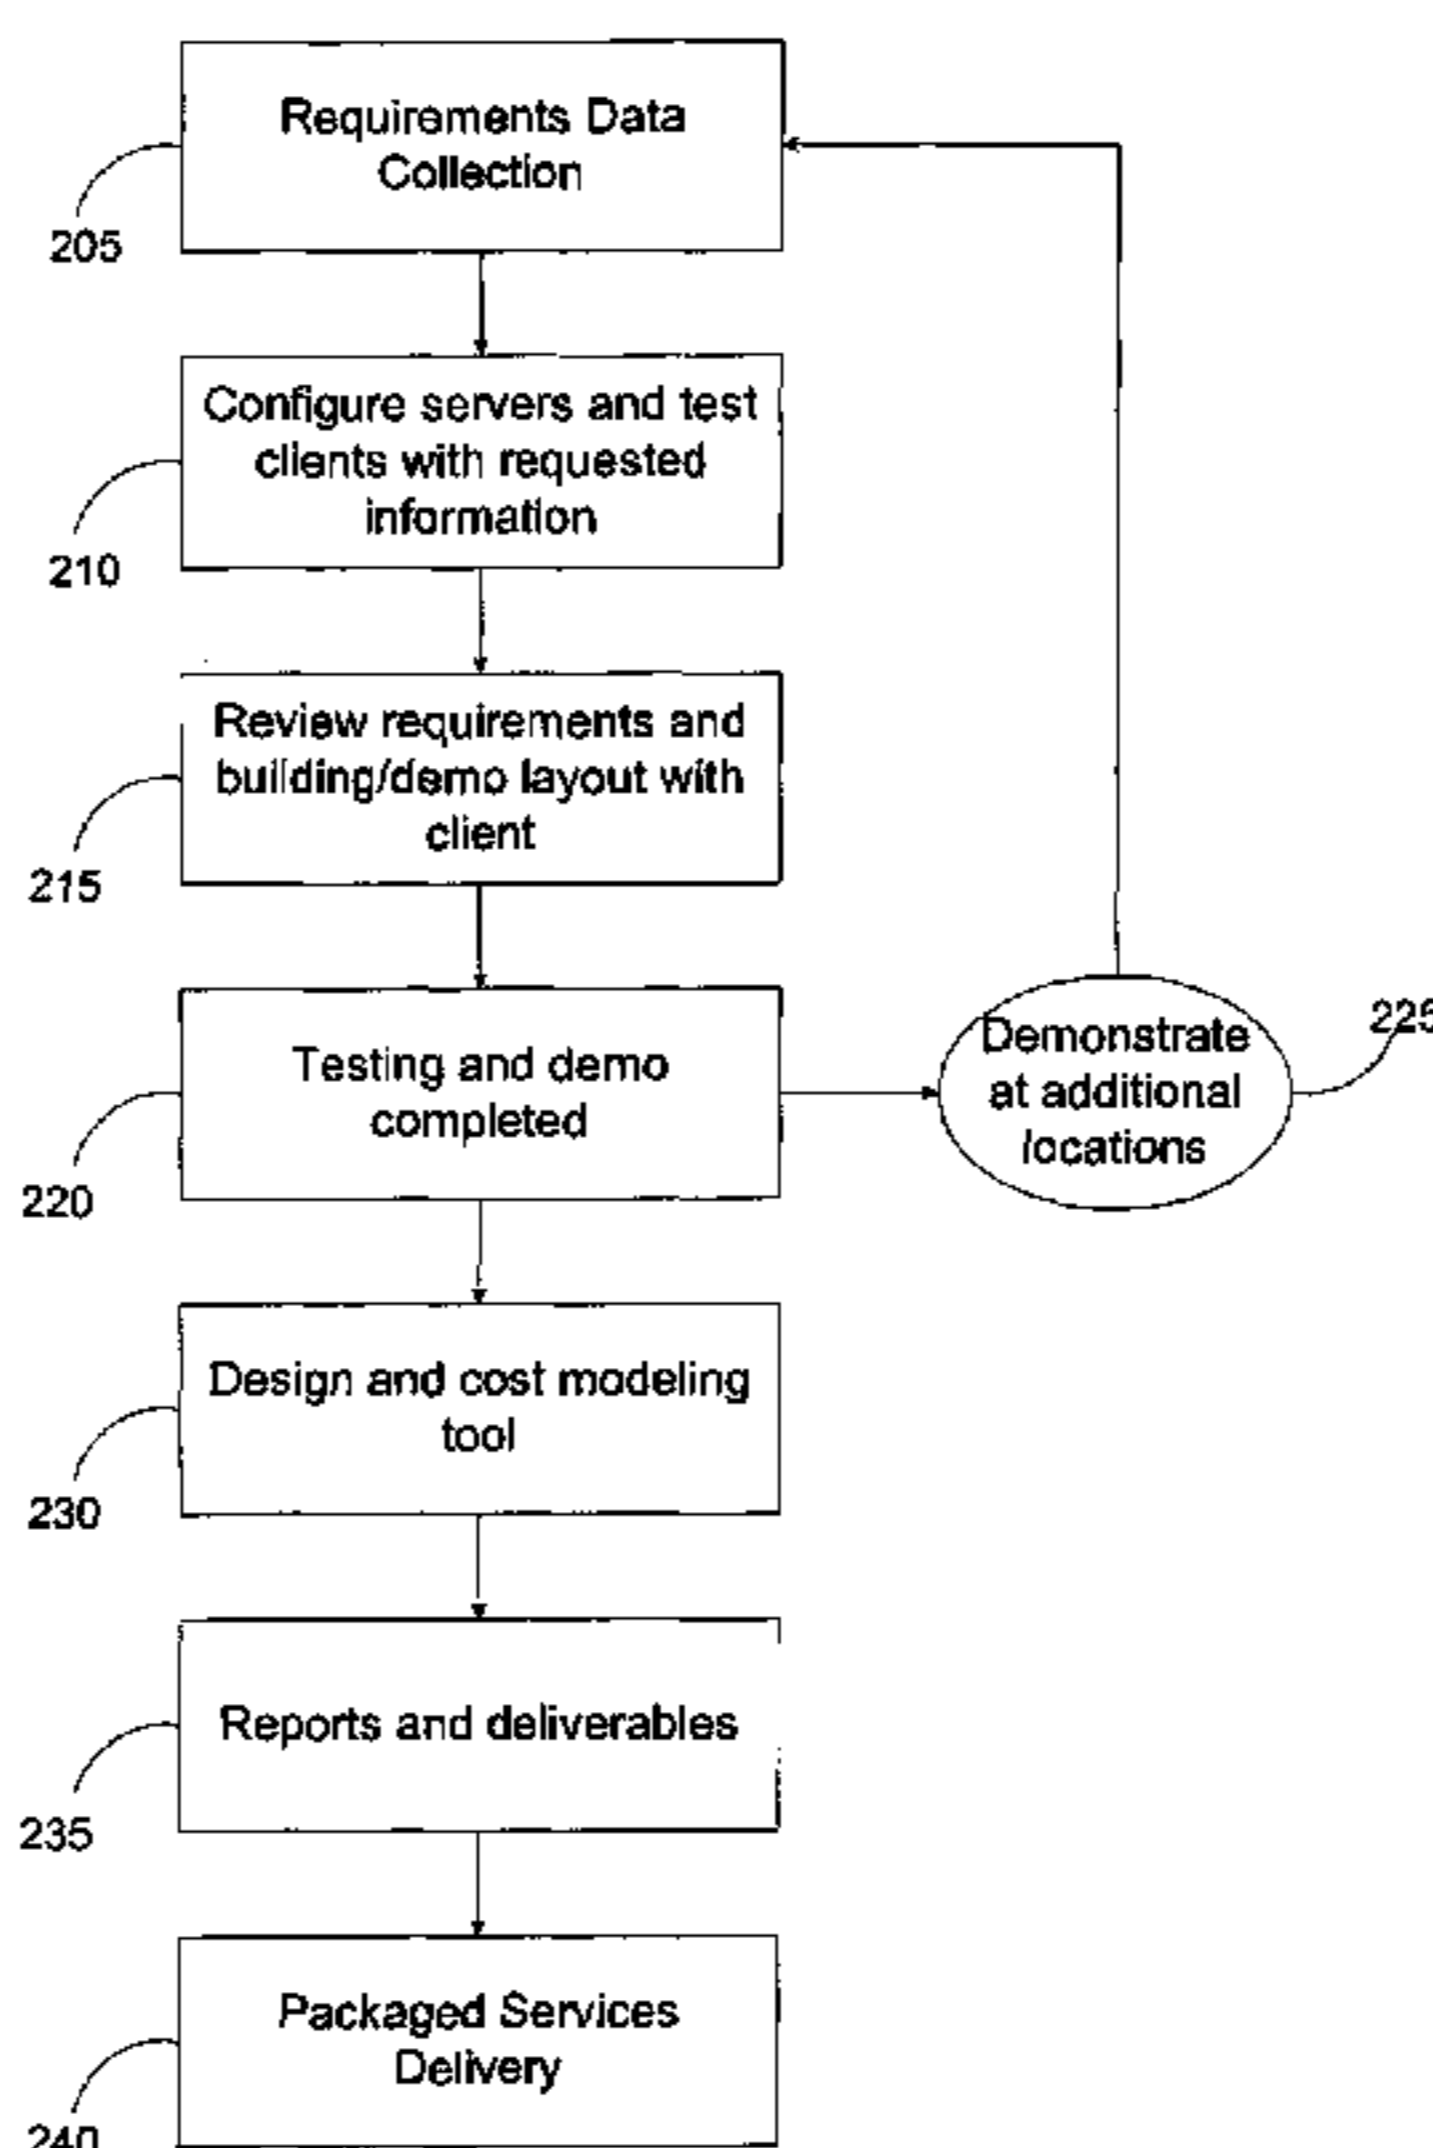 Requirements Data
Collection
205
Configure servers and test
clients with requested
information
210
Review requirements and
building/demo layout with
client
215
Testing and demo
completed
220
Demonstrate
at additional
locations
225
Design and cost modeling
tool
230
Reports and deliverables
235
Packaged Services
Delivery
240